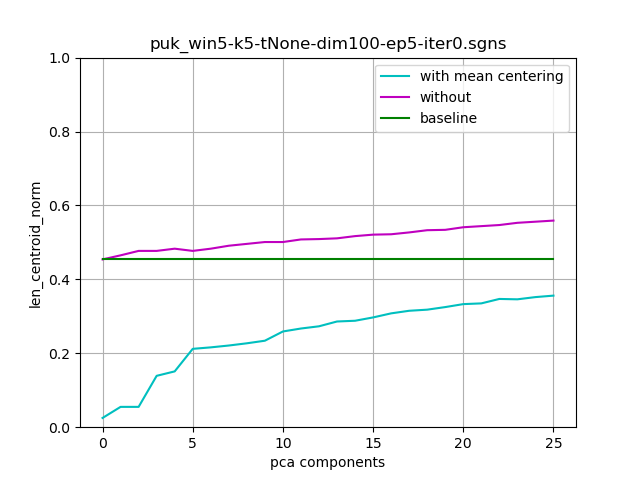 puk_win5-k5-tNone-dim100-ep5-iter0.sgns
with mean centering
without
baseline
len_centroid_norm
1.0
0.8
0.6
0.4
0.2
0.0
0 5 10 15 20 25
pca components